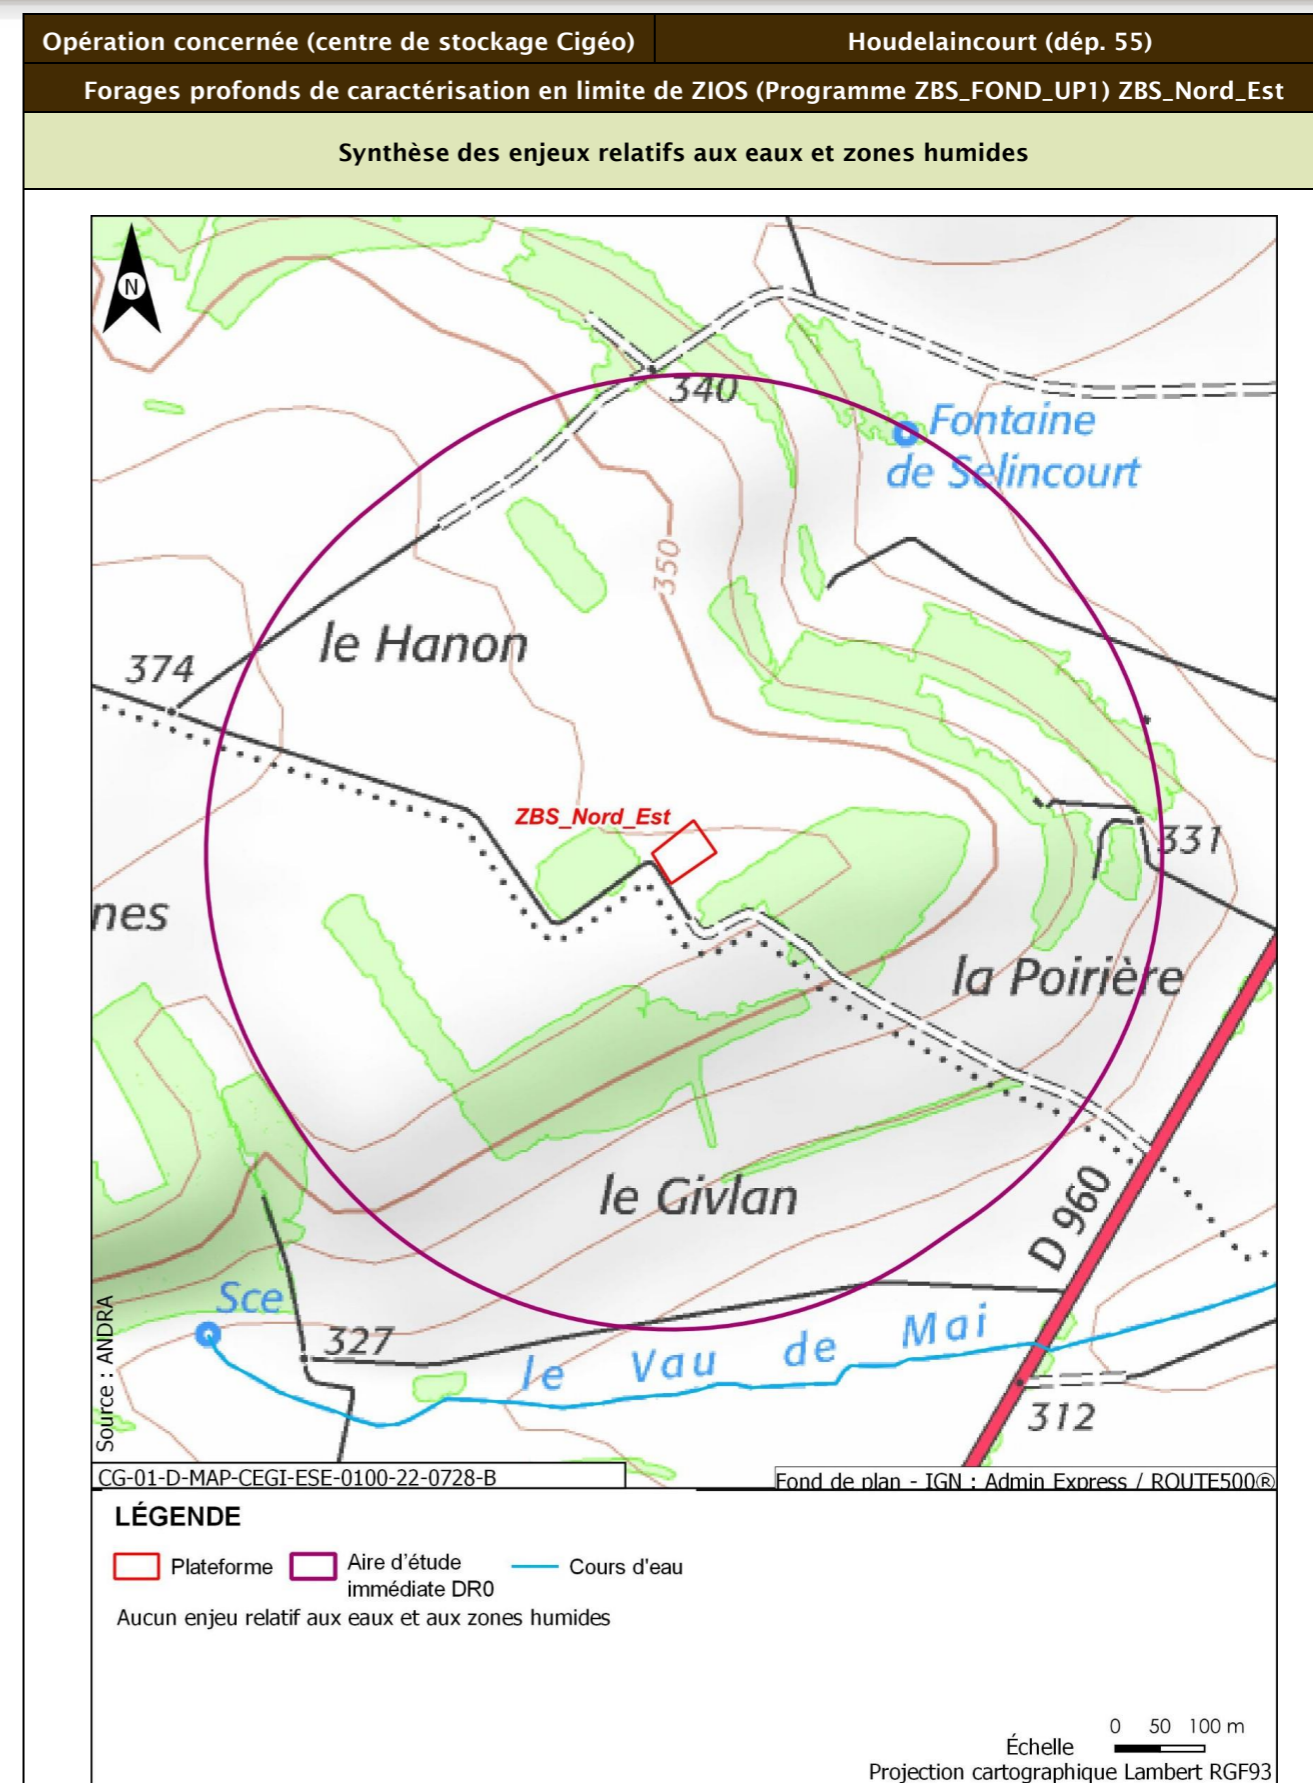 Opération concernée (centre de stockage Cigéo)
Houdelaincourt (dép. 55)
Forages profonds de caractérisation en limite de ZIOS (Programme ZBS_FOND_UP1) ZBS_Nord_Est
Synthèse des enjeux relatifs aux eaux et zones humides
N
340
Fontaine
de Selincourt
350
le Hanon
374
ZBS_Nord_Est
331
nes
la Poirière
le Givlan
D 960
Sce
327
le Vau de Mai
312
Source : ANDRA
CG-01-D-MAP-CEGI-ESE-0100-22-0728-B
Fond de plan - IGN : Admin Express / ROUTE500®
LÉGENDE
Plateforme
Aire d'étude
immédiate DR0
Cours d'eau
Aucun enjeu relatif aux eaux et aux zones humides
0 50 100 m
Échelle
Projection cartographique Lambert RGF93